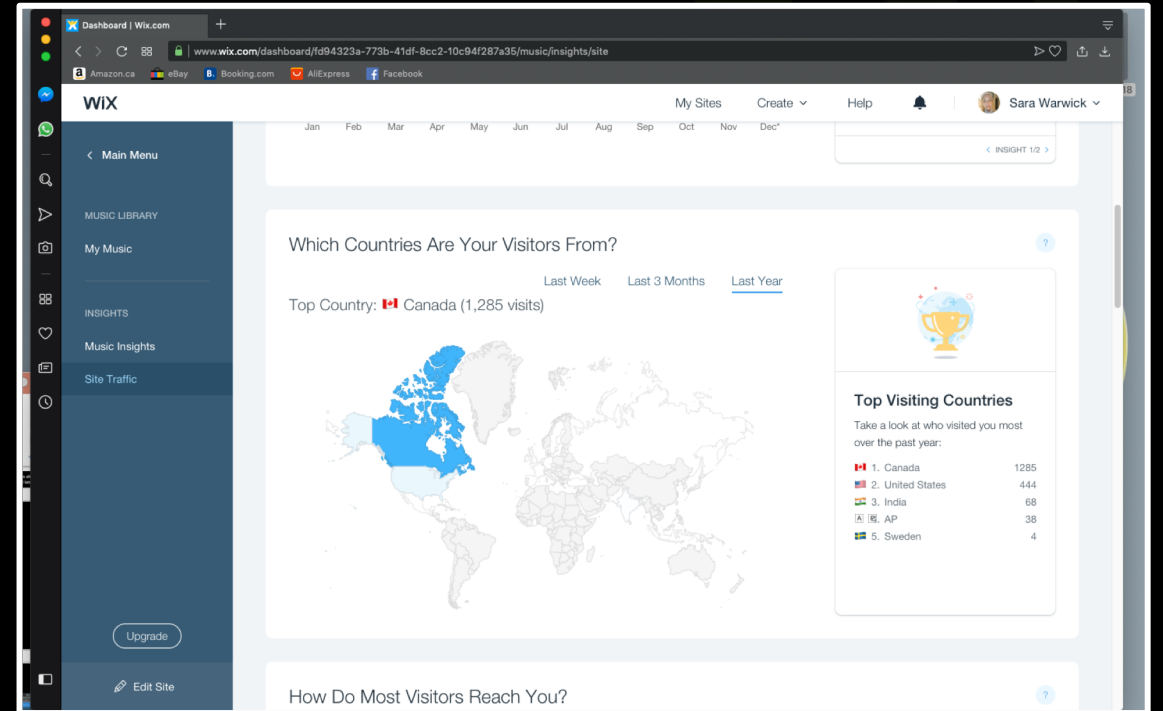 Dashboard | Wix.com
www.wix.com/dashboard/fd94323a-773b-41df-8cc2-10c94f287a35/music/insights/site
Amazon.ca eBay Booking.com AliExpress Facebook
WiX
My Sites Create Help Sara Warwick
18
Main Menu
MUSIC LIBRARY
My Music
INSIGHTS
Music Insights
Site Traffic
Upgrade
Edit Site
Jan Feb Mar Apr May Jun Jul Aug Sep Oct Nov Dec*
< INSIGHT 1/2 >
Which Countries Are Your Visitors From?
?
Last Week Last 3 Months Last Year
Top Country: Canada (1,285 visits)
Top Visiting Countries
Take a look at who visited you most
over the past year:
1. Canada 1285
2. United States 444
3. India 68
AP 38
5. Sweden 4
How Do Most Visitors Reach You?
?